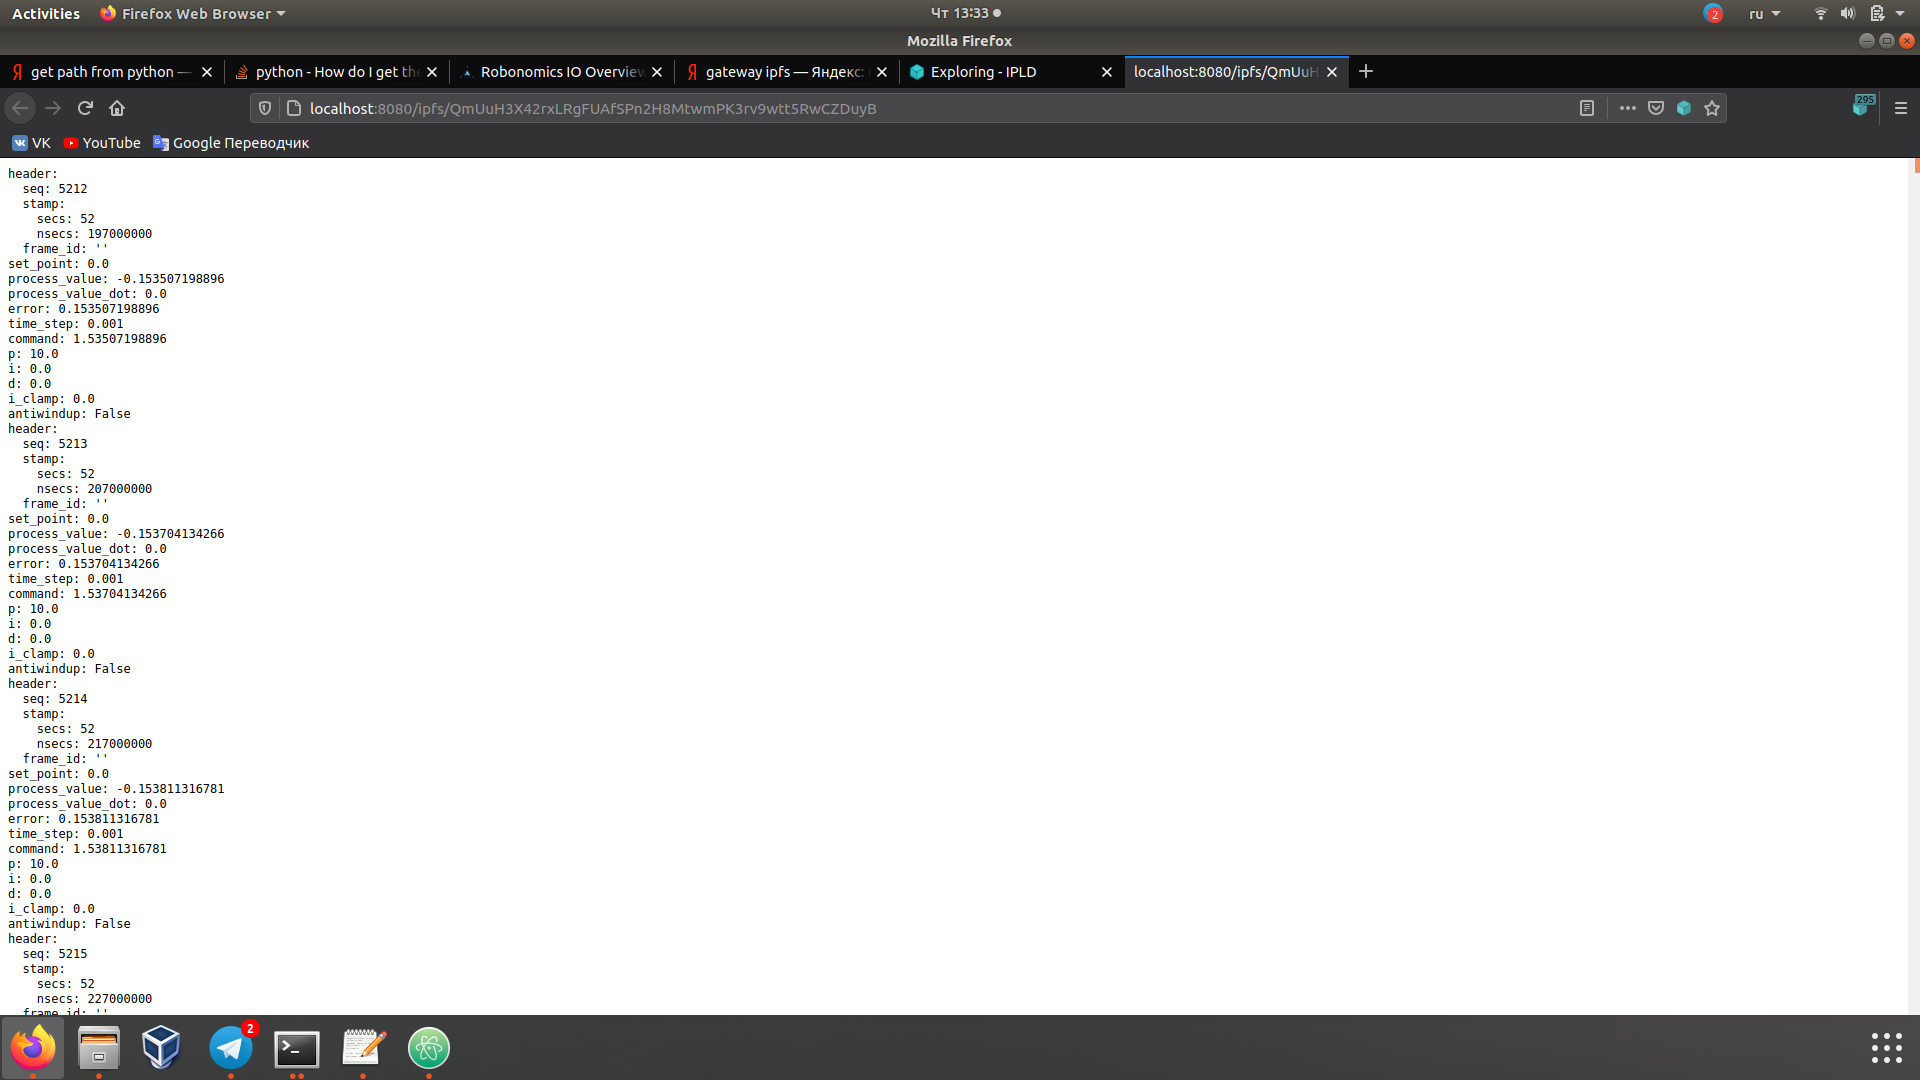 Activities
Firefox Web Browser
Чт 13:33
2
ru
Mozilla Firefox
get path from python —
python - How do I get the
Robonomics IO Overview
gateway ipfs — Яндекс:
Exploring - IPLD
localhost:8080/ipfs/QmUuH
localhost:8080/ipfs/QmUuH3X42rxLRgFUAfSPn2H8MtwmPK3rv9wtt5RwCZDuyB
295
VK
YouTube
Google Переводчик
header:
seq: 5212
stamp:
secs: 52
nsecs: 197000000
frame_id: ''
set_point: 0.0
process_value: -0.153507198896
process_value_dot: 0.0
error: 0.153507198896
time_step: 0.001
command: 1.53507198896
p: 10.0
i: 0.0
d: 0.0
i_clamp: 0.0
antiwindup: False
header:
seq: 5213
stamp:
secs: 52
nsecs: 207000000
frame_id: ''
set_point: 0.0
process_value: -0.153704134266
process_value_dot: 0.0
error: 0.153704134266
time_step: 0.001
command: 1.53704134266
p: 10.0
i: 0.0
d: 0.0
i_clamp: 0.0
antiwindup: False
header:
seq: 5214
stamp:
secs: 52
nsecs: 217000000
frame_id: ''
set_point: 0.0
process_value: -0.153811316781
process_value_dot: 0.0
error: 0.153811316781
time_step: 0.001
command: 1.53811316781
p: 10.0
i: 0.0
d: 0.0
i_clamp: 0.0
antiwindup: False
header:
seq: 5215
stamp:
secs: 52
nsecs: 227000000
frame_id: ''
2